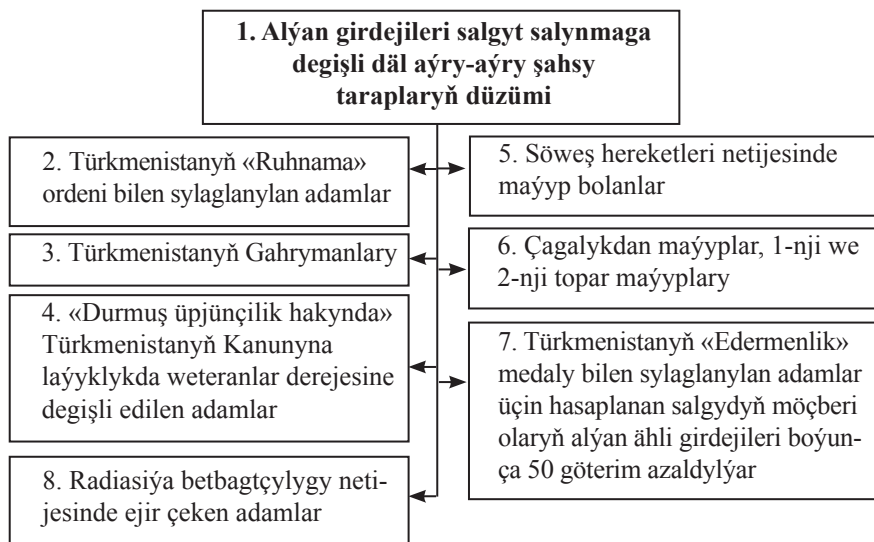 1. Alýan girdejileri salgyt salynmaga
degişli däl aýry-aýry şahsy
taraplaryň düzümi
2. Türkmenistanyň «Ruhnama»
ordeni bilen sylaglanylan adamlar
3. Türkmenistanyň Gahrymanlary
4. «Durmuş üpjünçilik hakynda»
Türkmenistanyň Kanunyna
laýyklykda weteranlar derejesine
degişli edilen adamlar
8. Radiasiýa betbagtçylygy neti-
jesinde ejir çeken adamlar
5. Söweş hereketleri netijesinde
maýyp bolanlar
6. Çagalykdan maýyplar, 1-nji we
2-nji topar maýyplary
7. Türkmenistanyň «Edermenlik»
medaly bilen sylaglanylan adamlar
üçin hasaplanan salgydyň möçberi
olaryň alýan ähli girdejileri boýun-
ça 50 göterim azaldylýar